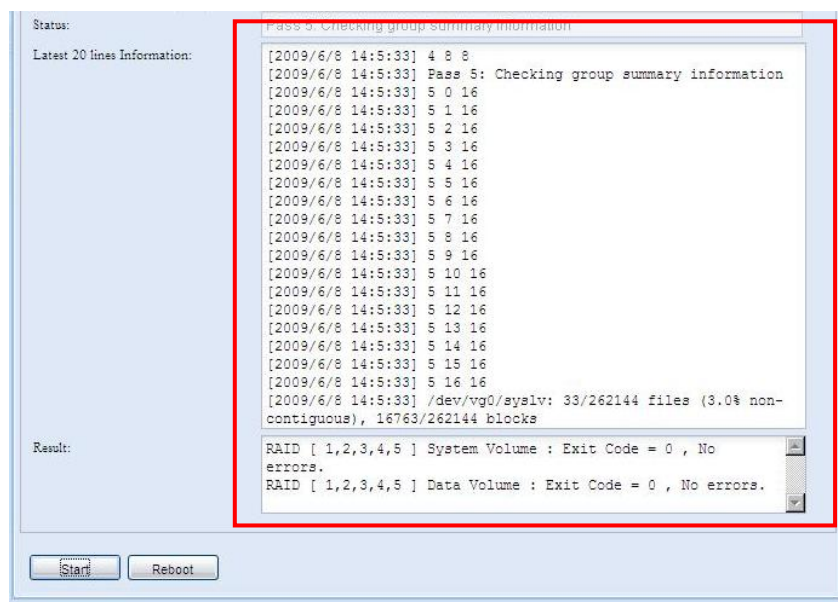 Status:
Pass 5: Checking group summary information
Latest 20 lines Information:
[2009/6/8 14:5:33] 4 8 8
[2009/6/8 14:5:33] Pass 5: Checking group summary information
[2009/6/8 14:5:33] 5 0 16
[2009/6/8 14:5:33] 5 1 16
[2009/6/8 14:5:33] 5 2 16
[2009/6/8 14:5:33] 5 3 16
[2009/6/8 14:5:33] 5 4 16
[2009/6/8 14:5:33] 5 5 16
[2009/6/8 14:5:33] 5 6 16
[2009/6/8 14:5:33] 5 7 16
[2009/6/8 14:5:33] 5 8 16
[2009/6/8 14:5:33] 5 9 16
[2009/6/8 14:5:33] 5 10 16
[2009/6/8 14:5:33] 5 11 16
[2009/6/8 14:5:33] 5 12 16
[2009/6/8 14:5:33] 5 13 16
[2009/6/8 14:5:33] 5 14 16
[2009/6/8 14:5:33] 5 15 16
[2009/6/8 14:5:33] 5 16 16
[2009/6/8 14:5:33] /dev/vg0/syslv: 33/262144 files (3.0% non-
contiguous), 16763/262144 blocks
Result:
RAID [ 1,2,3,4,5 ] System Volume : Exit Code = 0 , No
errors.
RAID [ 1,2,3,4,5 ] Data Volume : Exit Code = 0 , No errors.
Start
Reboot